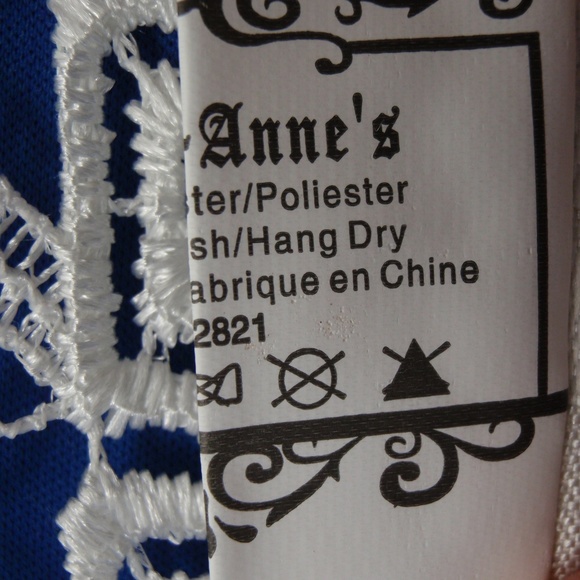 -Anne's
ster/Poliester
sh/Hang Dry
abrique en Chine
2821